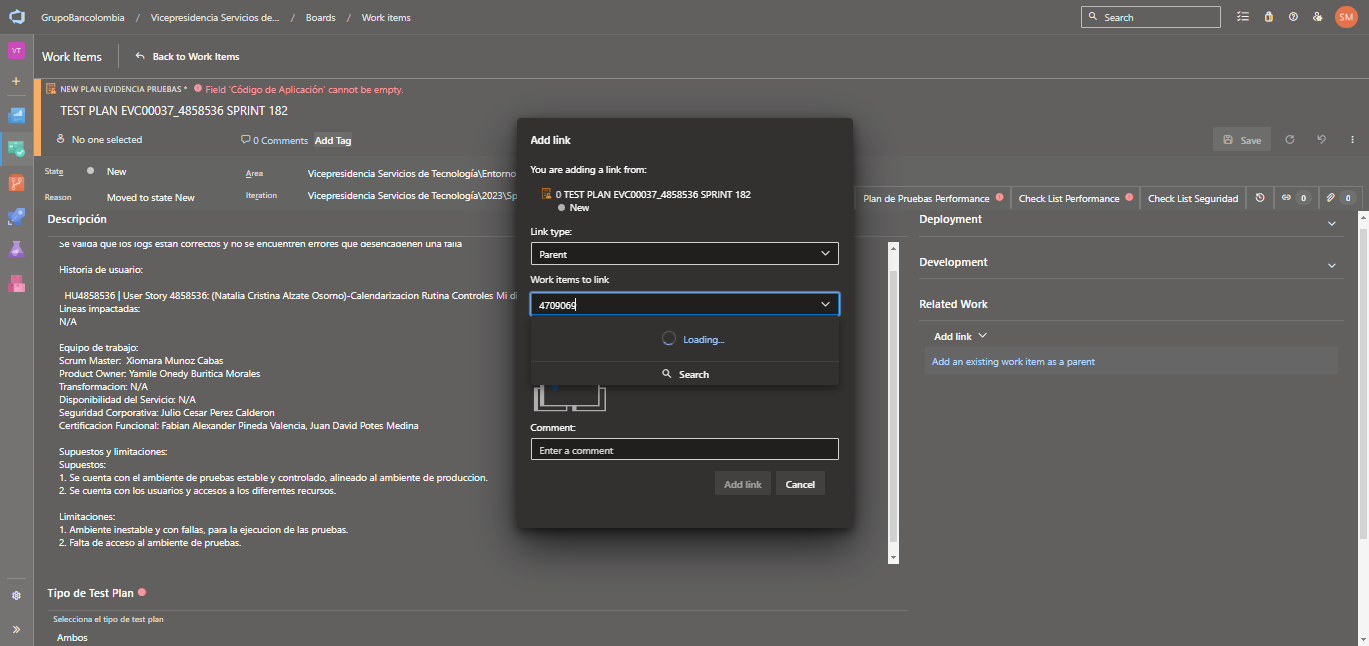 GrupoBancolombia / Vicepresidencia Servicios de... / Boards / Work items
Search
SM
VT
Work Items
Back to Work Items
NEW PLAN EVIDENCIA PRUEBAS * Field 'Código de Aplicación' cannot be empty.
TEST PLAN EVC00037_4858536 SPRINT 182
No one selected
0 Comments
Add Tag
Save
State
New
Area
Vicepresidencia Servicios de Tecnología\Entorno
Reason
Moved to state New
Iteration
Vicepresidencia Servicios de Tecnología\2023\Sp
Plan de Pruebas Performance
Check List Performance
Check List Seguridad
0
0
Descripción
Se valida que los logs estan correctos y no se encuentren errores que desencadenen una falla
Historia de usuario:
HU4858536 | User Story 4858536: (Natalia Cristina Alzate Osorno)-Calendarizacion Rutina Controles Mi di
Lineas impactadas:
N/A
Equipo de trabajo:
Scrum Master: Xiomara Munoz Cabas
Product Owner: Yamile Onedy Buritica Morales
Transformacion: N/A
Disponibilidad del Servicio: N/A
Seguridad Corporativa: Julio Cesar Perez Calderon
Certificacion Funcional: Fabian Alexander Pineda Valencia, Juan David Potes Medina
Supuestos y limitaciones:
Supuestos:
1. Se cuenta con el ambiente de pruebas estable y controlado, alineado al ambiente de produccion.
2. Se cuenta con los usuarios y accesos a los diferentes recursos.
Limitaciones:
1. Ambiente inestable y con fallas, para la ejecucion de las pruebas.
2. Falta de acceso al ambiente de pruebas.
Tipo de Test Plan
Selecciona el tipo de test plan
Ambos
Add link
You are adding a link from:
0 TEST PLAN EVC00037_4858536 SPRINT 182
New
Link type:
Parent
Work items to link
4709069
Loading...
Search
Comment:
Enter a comment
Add link
Cancel
Deployment
Development
Related Work
Add link
Add an existing work item as a parent